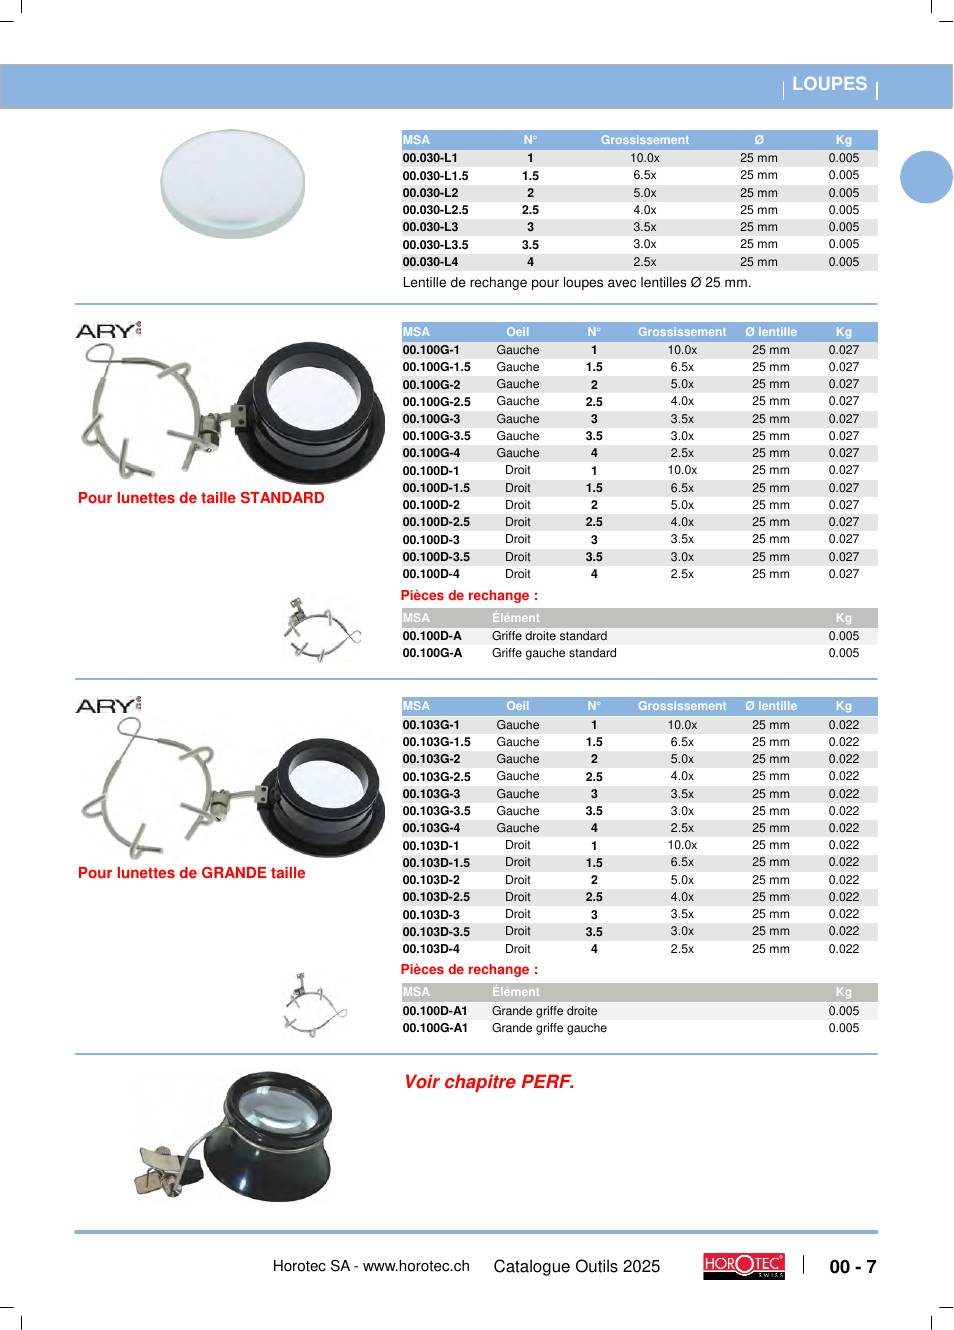 LOUPES
MSA N° Grossissement Ø Kg
00.030-L1 1 10.0x 25 mm 0.005
00.030-L1.5 1.5 6.5x 25 mm 0.005
00.030-L2 2 5.0x 25 mm 0.005
00.030-L2.5 2.5 4.0x 25 mm 0.005
00.030-L3 3 3.5x 25 mm 0.005
00.030-L3.5 3.5 3.0x 25 mm 0.005
00.030-L4 4 2.5x 25 mm 0.005
Lentille de rechange pour loupes avec lentilles Ø 25 mm.
ARY
Pour lunettes de taille STANDARD
MSA Oeil N° Grossissement Ø lentille Kg
00.100G-1 Gauche 1 10.0x 25 mm 0.027
00.100G-1.5 Gauche 1.5 6.5x 25 mm 0.027
00.100G-2 Gauche 2 5.0x 25 mm 0.027
00.100G-2.5 Gauche 2.5 4.0x 25 mm 0.027
00.100G-3 Gauche 3 3.5x 25 mm 0.027
00.100G-3.5 Gauche 3.5 3.0x 25 mm 0.027
00.100G-4 Gauche 4 2.5x 25 mm 0.027
00.100D-1 Droit 1 10.0x 25 mm 0.027
00.100D-1.5 Droit 1.5 6.5x 25 mm 0.027
00.100D-2 Droit 2 5.0x 25 mm 0.027
00.100D-2.5 Droit 2.5 4.0x 25 mm 0.027
00.100D-3 Droit 3 3.5x 25 mm 0.027
00.100D-3.5 Droit 3.5 3.0x 25 mm 0.027
00.100D-4 Droit 4 2.5x 25 mm 0.027
Pièces de rechange :
MSA Élément Kg
00.100D-A Griffe droite standard 0.005
00.100G-A Griffe gauche standard 0.005
ARY
Pour lunettes de GRANDE taille
MSA Oeil N° Grossissement Ø lentille Kg
00.103G-1 Gauche 1 10.0x 25 mm 0.022
00.103G-1.5 Gauche 1.5 6.5x 25 mm 0.022
00.103G-2 Gauche 2 5.0x 25 mm 0.022
00.103G-2.5 Gauche 2.5 4.0x 25 mm 0.022
00.103G-3 Gauche 3 3.5x 25 mm 0.022
00.103G-3.5 Gauche 3.5 3.0x 25 mm 0.022
00.103G-4 Gauche 4 2.5x 25 mm 0.022
00.103D-1 Droit 1 10.0x 25 mm 0.022
00.103D-1.5 Droit 1.5 6.5x 25 mm 0.022
00.103D-2 Droit 2 5.0x 25 mm 0.022
00.103D-2.5 Droit 2.5 4.0x 25 mm 0.022
00.103D-3 Droit 3 3.5x 25 mm 0.022
00.103D-3.5 Droit 3.5 3.0x 25 mm 0.022
00.103D-4 Droit 4 2.5x 25 mm 0.022
Pièces de rechange :
MSA Élément Kg
00.100D-A1 Grande griffe droite 0.005
00.100G-A1 Grande griffe gauche 0.005
Voir chapitre PERF.
Horotec SA - www.horotec.ch Catalogue Outils 2025 HOROTEC SWISS 00 - 7